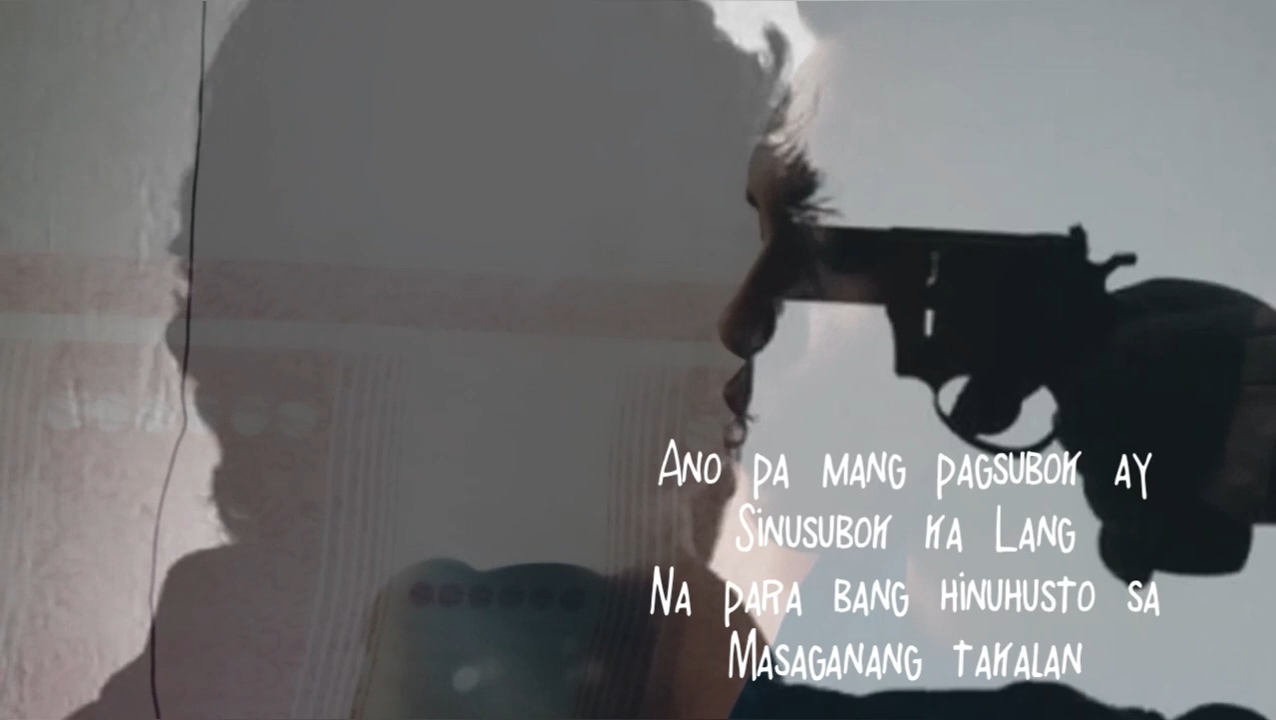 Ano pa mang pagsubok ay
Sinusubok ka Lang
Na para bang hinuhusto sa
Masaganang takalan